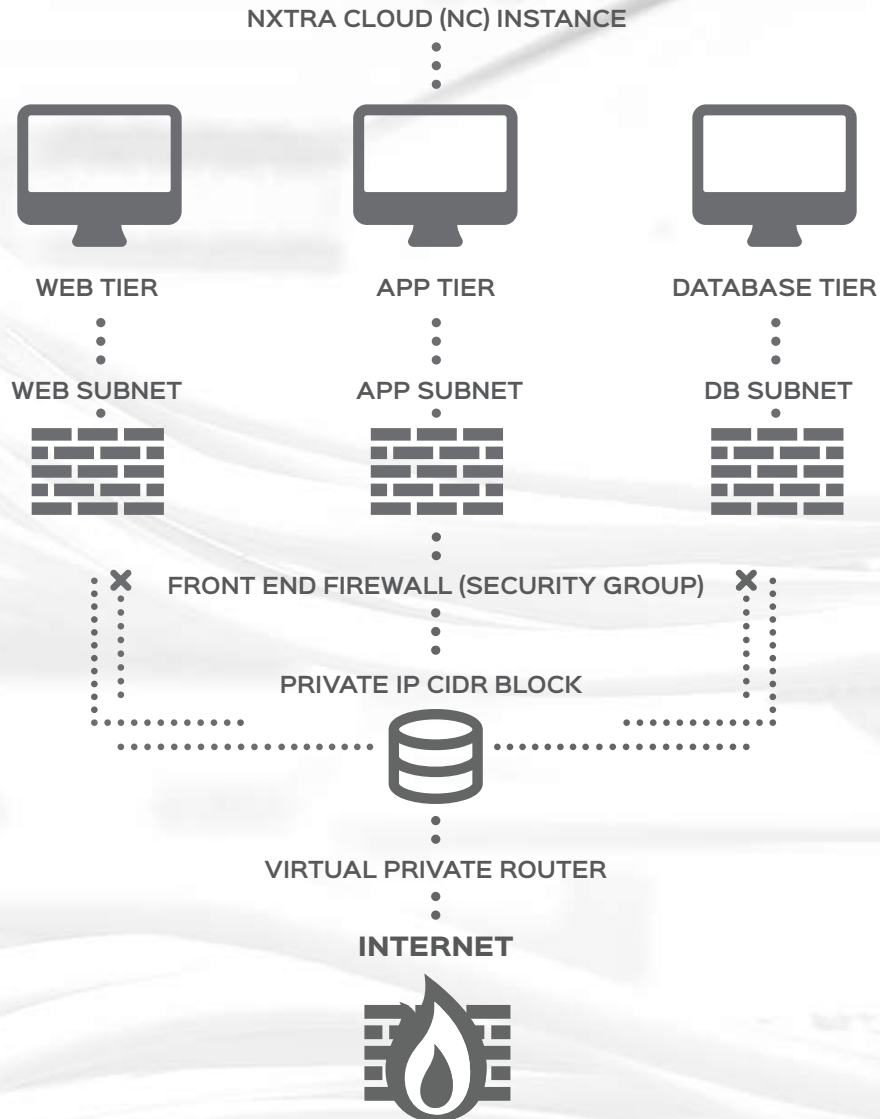 NXTRA CLOUD (NC) INSTANCE
WEB TIER
APP TIER
DATABASE TIER
WEB SUBNET
APP SUBNET
DB SUBNET
FRONT END FIREWALL (SECURITY GROUP)
PRIVATE IP CIDR BLOCK
VIRTUAL PRIVATE ROUTER
INTERNET